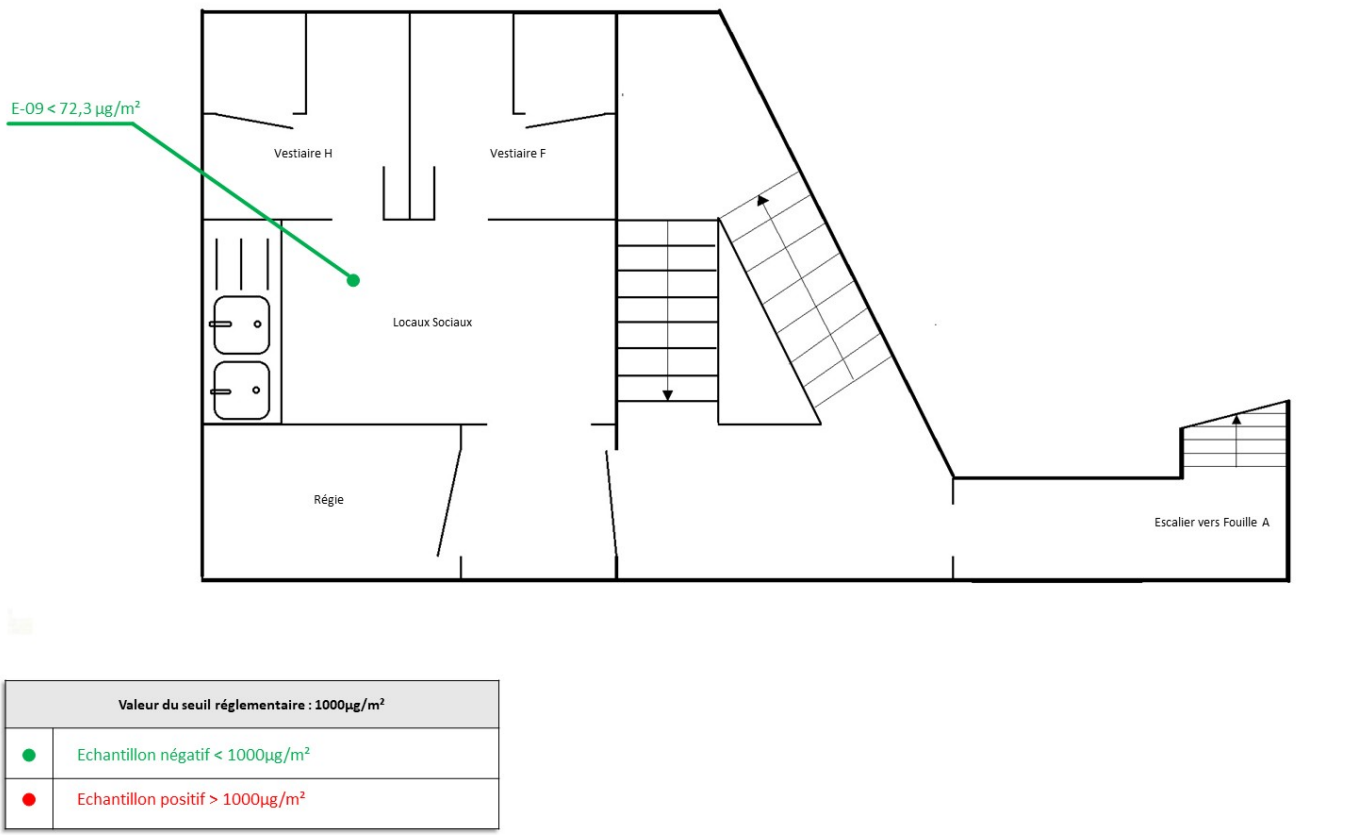 E-09 < 72,3 µg/m²
Vestiaire H
Vestiaire F
Locaux Sociaux
Régie
Escalier vers Fouille A
Valeur du seuil réglementaire : 1000µg/m²
Echantillon négatif < 1000µg/m²
Echantillon positif > 1000µg/m²